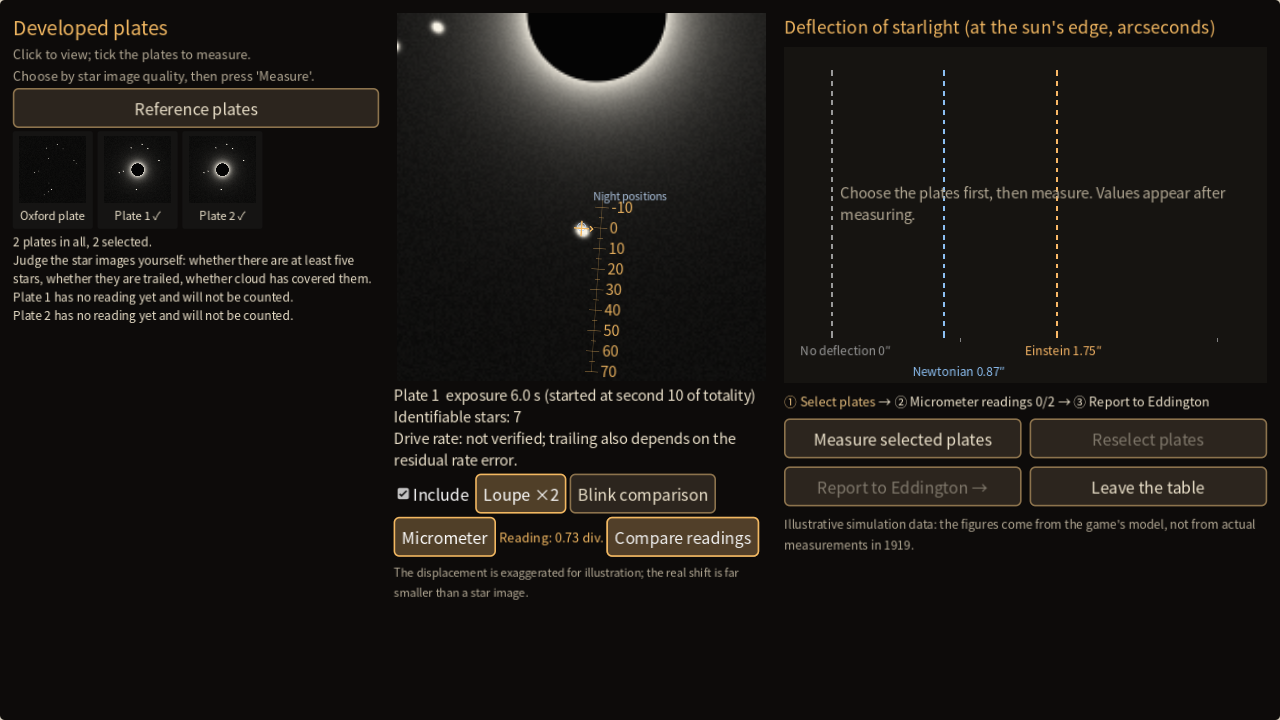 Developed plates
Click to view; tick the plates to measure.
Choose by star image quality, then press 'Measure'.
Reference plates
Oxford plate
Plate 1 ✓
Plate 2 ✓
2 plates in all, 2 selected.
Judge the star images yourself: whether there are at least five
stars, whether they are trailed, whether cloud has covered them.
Plate 1 has no reading yet and will not be counted.
Plate 2 has no reading yet and will not be counted.
Night positions
-10
0
10
20
30
40
50
60
70
Plate 1 exposure 6.0 s (started at second 10 of totality)
Identifiable stars: 7
Drive rate: not verified; trailing also depends on the
residual rate error.
Include
Loupe ×2
Blink comparison
Micrometer
Reading: 0.73 div.
Compare readings
The displacement is exaggerated for illustration; the real shift is far
smaller than a star image.
Deflection of starlight (at the sun's edge, arcseconds)
Choose the plates first, then measure. Values appear after
measuring.
No deflection 0"
Einstein 1.75"
Newtonian 0.87"
① Select plates → ② Micrometer readings 0/2 → ③ Report to Eddington
Measure selected plates
Reselect plates
Report to Eddington →
Leave the table
Illustrative simulation data: the figures come from the game's model, not from actual
measurements in 1919.